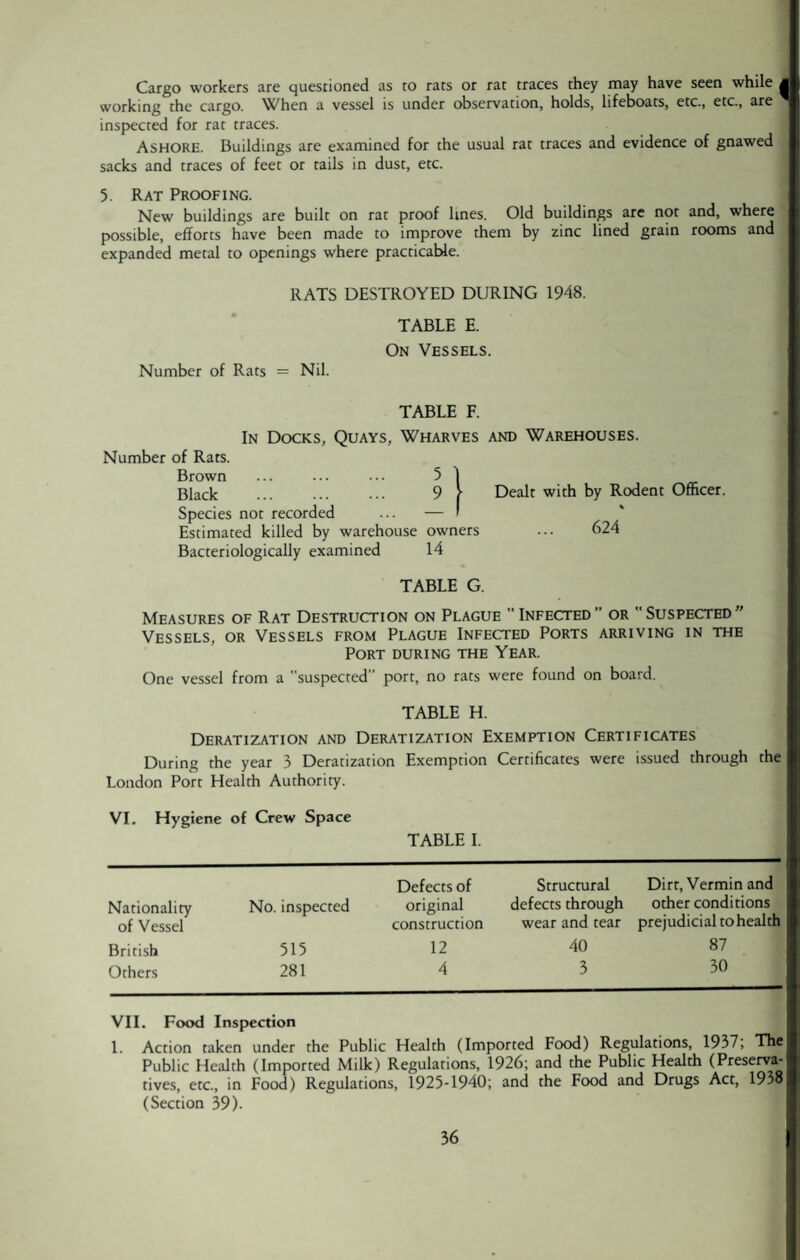 Cargo workers are questioned as to rats or rat traces they may have seen while
working the cargo. When a vessel is under observation, holds, lifeboats, etc., etc., are
inspected for rat traces.
Ashore. Buildings are examined for the usual rat traces and evidence of gnawed
sacks and traces of feet or tails in dust, etc.
5. Rat Proofing.
New buildings are built on rat proof lines. Old buildings are not and, where
possible, efforts have been made to improve them by zinc lined grain rooms and
expanded metal to openings where practicable.
RATS DESTROYED DURING 1948.
TABLE E.
On Vessels.
Number of Rats = Nil.
TABLE F.
In Docks, Quays, Wharves and Warehouses.
Number of Rats.
Brown ... ... ... 5
Black ... ... ... 9 } Dealt with by Rodent Officer.
Species not recorded ... —
Estimated killed by warehouse owners ... 624
Bacteriologically examined 14
TABLE G.
Measures of Rat Destruction on Plague "Infected" or "Suspected"
Vessels, or Vessels from Plague Infected Ports arriving in the
Port during the Year.
One vessel from a "suspected" port, no rats were found on board.
TABLE H.
Deratization and Deratization Exemption Certificates
During the year 3 Deratization Exemption Certificates were issued through the
London Port Health Authority.
VI. Hygiene of Crew Space
TABLE I.
Defects of Structural Dirt, Vermin and
Nationality No. inspected original defects through other conditions
of Vessel construction wear and tear prejudicial to health
British 515 12 40 87
Others 281 4 3 30
VII. Food Inspection
1. Action taken under the Public Health (Imported Food) Regulations, 1937; The
Public Health (Imported Milk) Regulations, 1926; and the Public Health (Preserva-
tives, etc., in Food) Regulations, 1925-1940; and the Food and Drugs Act, 1938
(Section 39).
36